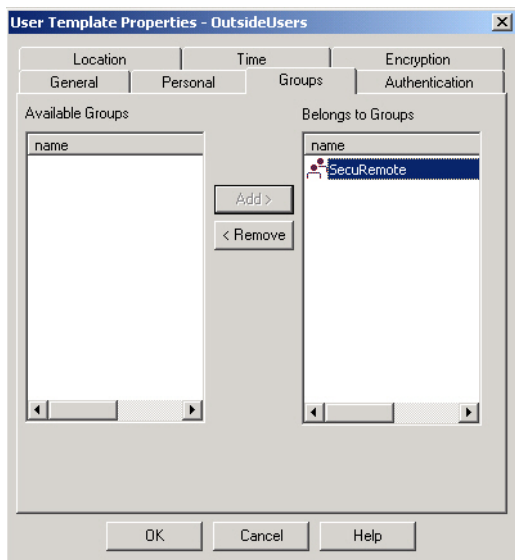 User Template Properties - OutsideUsers
Location Time Encryption
General Personal Groups Authentication
Available Groups Belongs to Groups
name name
SecuRemote
Add >
< Remove
OK Cancel Help